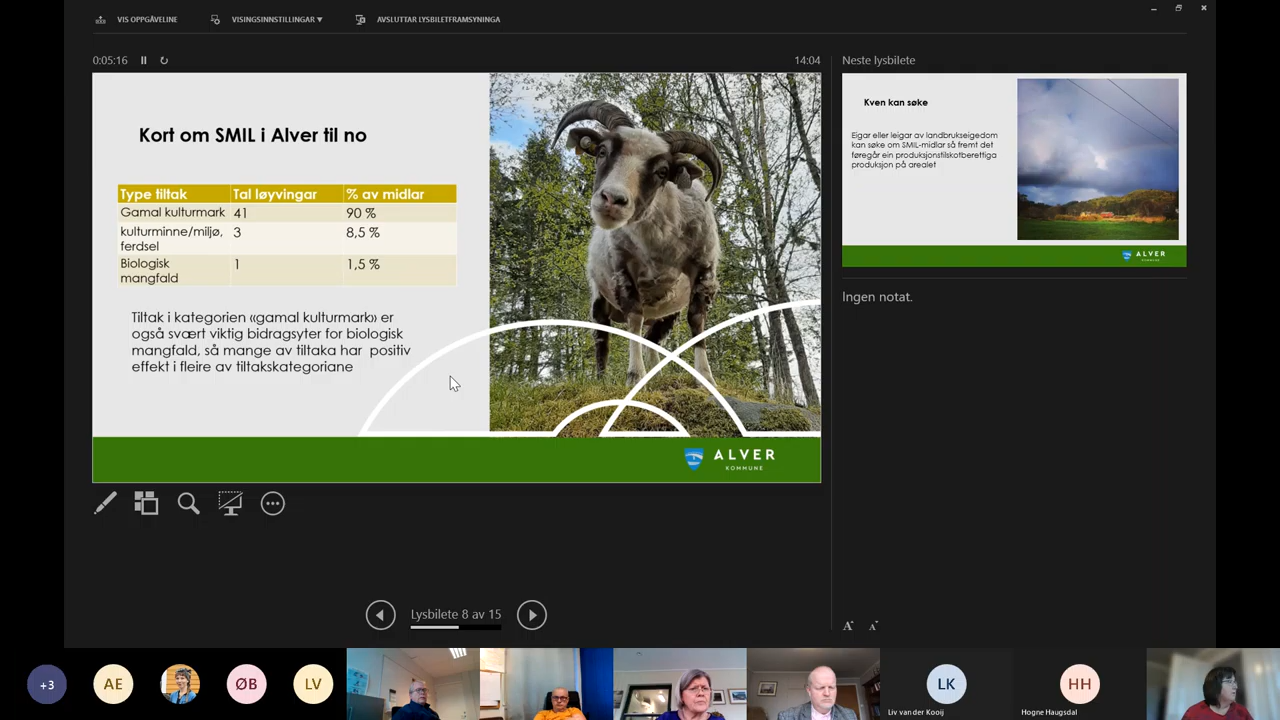 VIS OPPGÅVELINE
VISINGSINNSTILLINGAR ▼
AVSLUTTAR LYSBILETFRAMSYNINGA
0:05:16
14:04
Kort om SMIL i Alver til no
Type tiltak Tal løyvingar % av midlar
Gamal kulturmark 41 90 %
kulturminne/miljø, 3 8,5 %
ferdsel
Biologisk 1 1,5 %
mangfald
Tiltak i kategorien «gamal kulturmark» er
også svært viktig bidragsyter for biologisk
mangfald, så mange av tiltaka har positiv
effekt i fleire av tiltakskategoriane
ALVER
KOMMUNE
Lysbilete 8 av 15
Neste lysbilete
Kven kan søke
Eigar eller leigar av landbrukseigedom
kan søke om SMIL-midlar så fremt det
føregår ein produksjonstilskotberettiga
produksjon på arealet
ALVER
KOMMUNE
Ingen notat.
A A
+3
AE
ØB
LV
LK
Liv van der Kooij
HH
Hogne Haugsdal